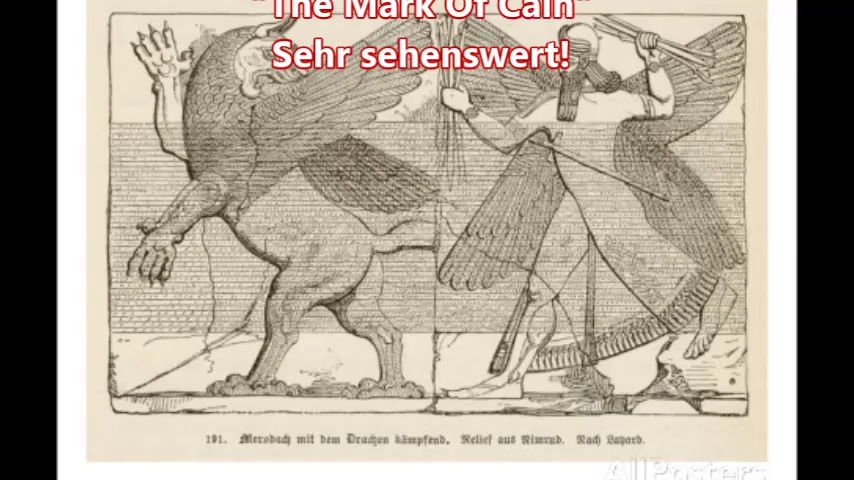 "The Mark Of Cain"
Sehr sehenswert!
191. Merodach mit dem Drachen kämpfend. Relief aus Nimrud. Nach Layard.
AllPosters